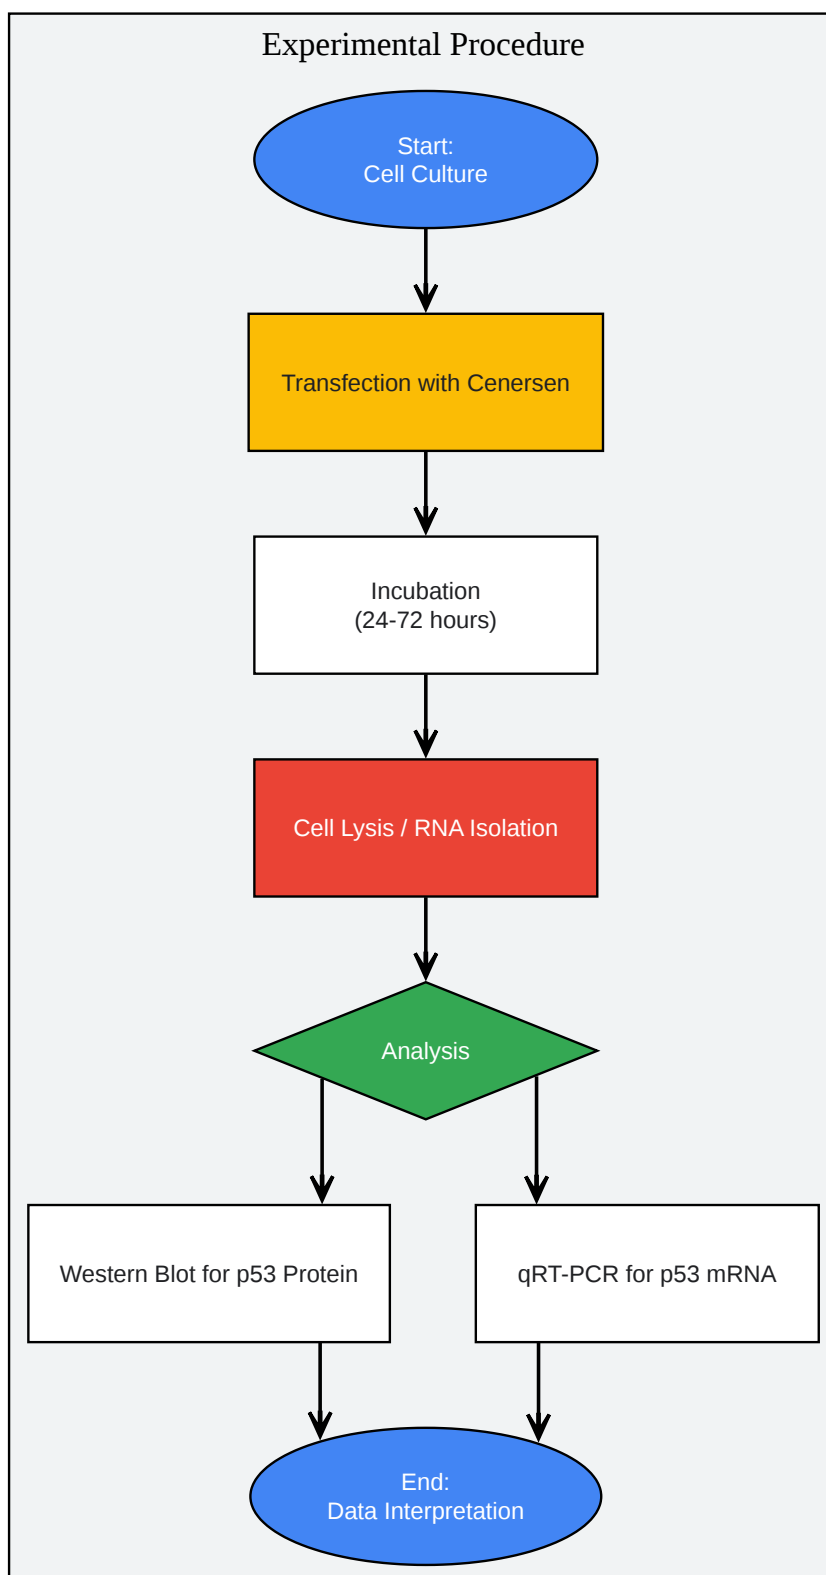 Experimental Procedure
Start:
Cell Culture
Transfection with Cenersen
Incubation
(24-72 hours)
Cell Lysis / RNA Isolation
Analysis
Western Blot for p53 Protein
qRT-PCR for p53 mRNA
End:
Data Interpretation